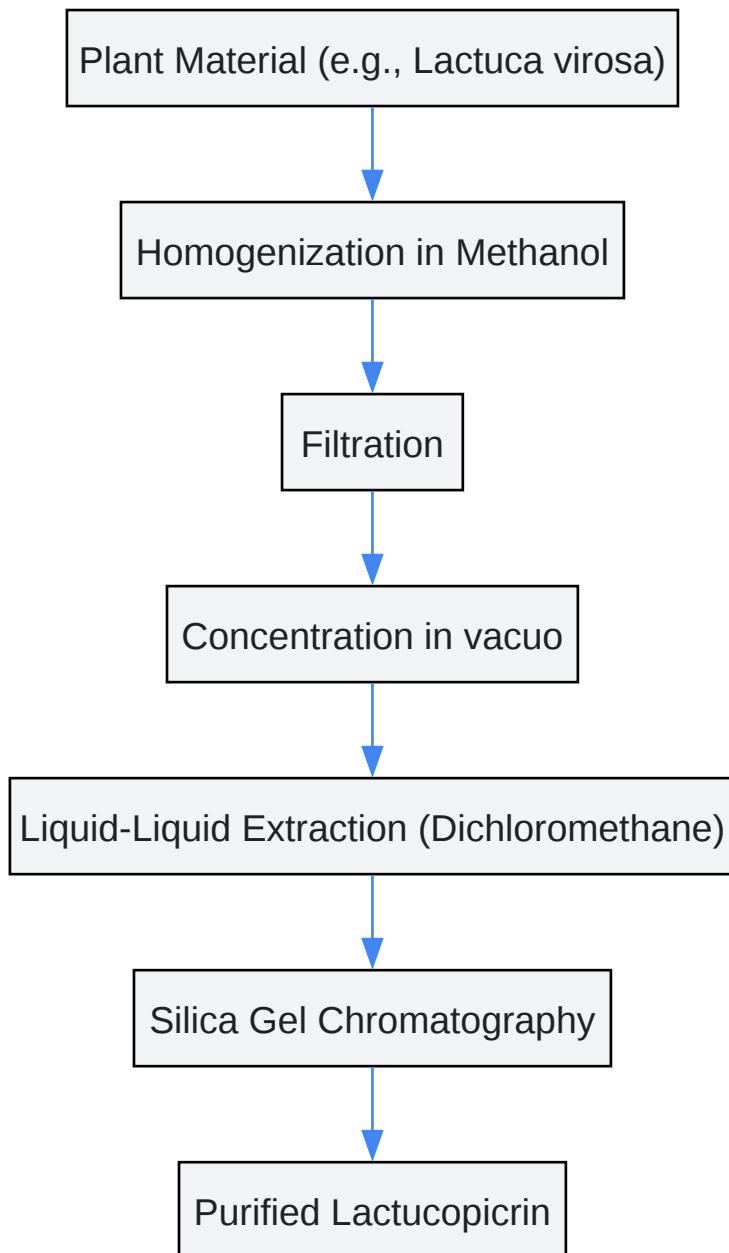 Plant Material (e.g., Lactuca virosa)
Homogenization in Methanol
Filtration
Concentration in vacuo
Liquid-Liquid Extraction (Dichloromethane)
Silica Gel Chromatography
Purified Lactucopicrin